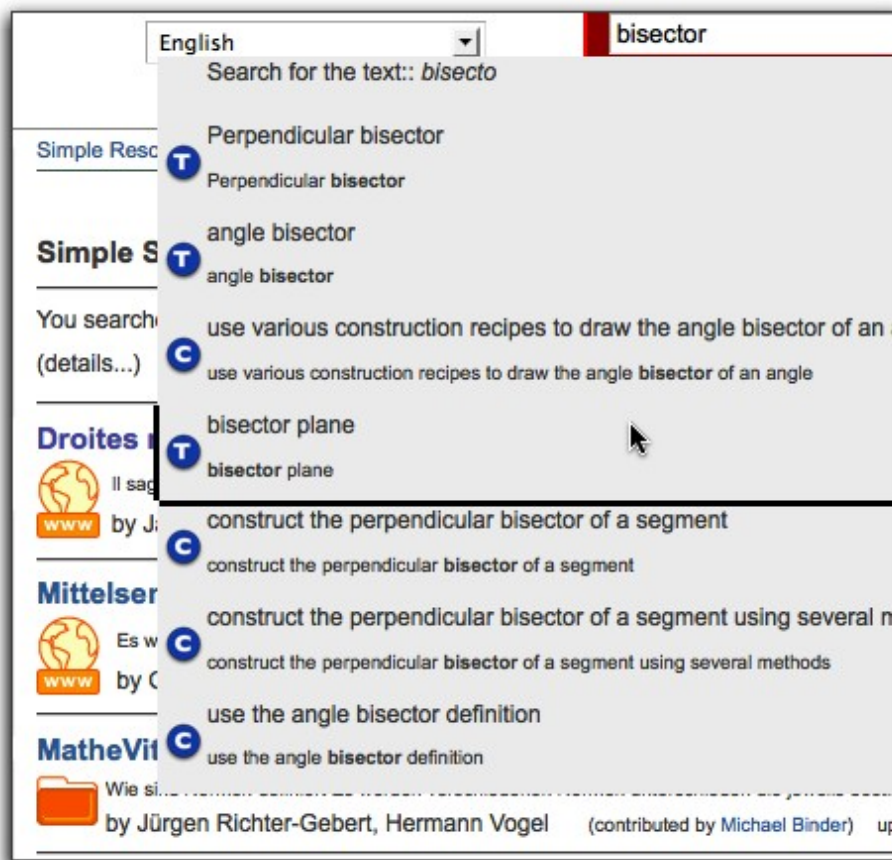 English
bisector
Search for the text:: bisecto
Simple Resc
T
Perpendicular bisector
Perpendicular bisector
Simple S
T
angle bisector
angle bisector
You searche
(details...)
C
use various construction recipes to draw the angle bisector of an
use various construction recipes to draw the angle bisector of an angle
Droites
T
bisector plane
bisector plane
Il sag
www
by Ja
C
construct the perpendicular bisector of a segment
construct the perpendicular bisector of a segment
Mittelser
Es w
www
by
C
construct the perpendicular bisector of a segment using several
construct the perpendicular bisector of a segment using several methods
MatheVit
C
use the angle bisector definition
use the angle bisector definition
Wie
by Jürgen Richter-Gebert, Hermann Vogel (contributed by Michael Binder) up